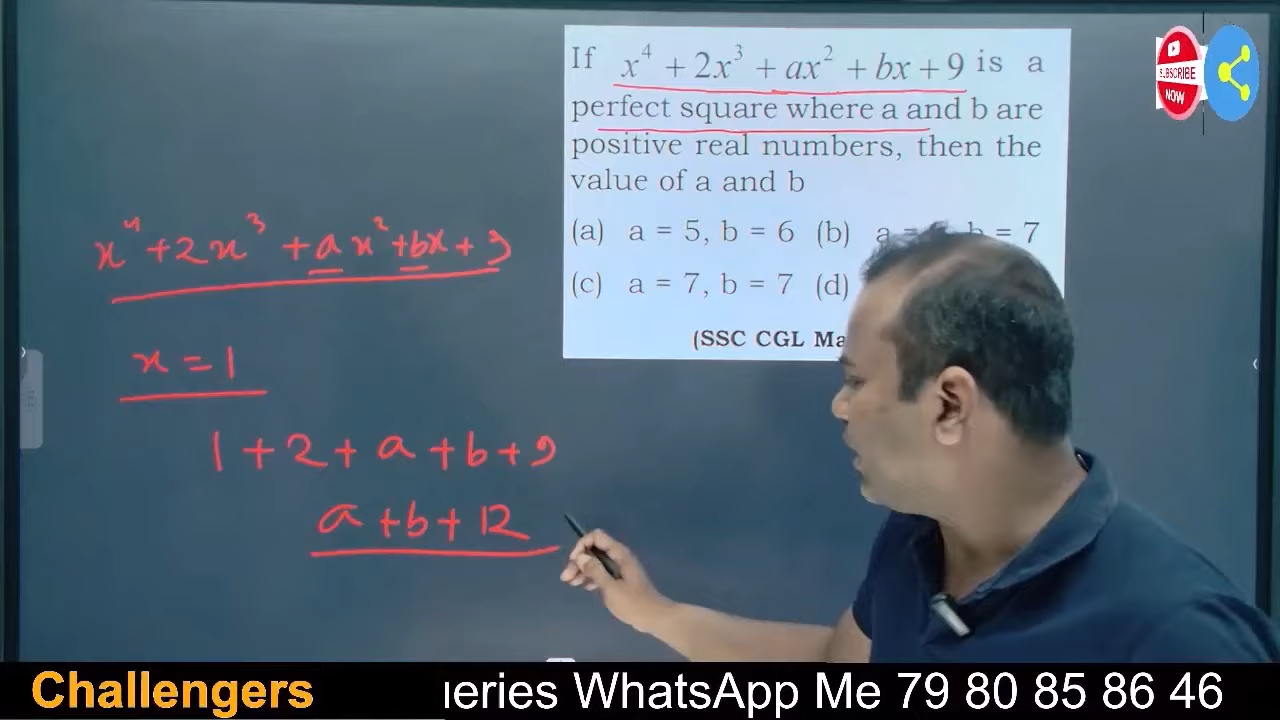 If x⁴ + 2x³ + ax² + bx + 9 is a
perfect square where a and b are
positive real numbers, then the
value of a and b
(a) a = 5, b = 6 (b) b = 7
(c) a = 7, b = 7 (d)
(SSC CGL
SUBSCRIBE
NOW
x⁴ + 2x³ + ax² + bx + 9
x = 1
1 + 2 + a + b + 9
a + b + 12
Challengers
WhatsApp Me 79 80 85 86 46